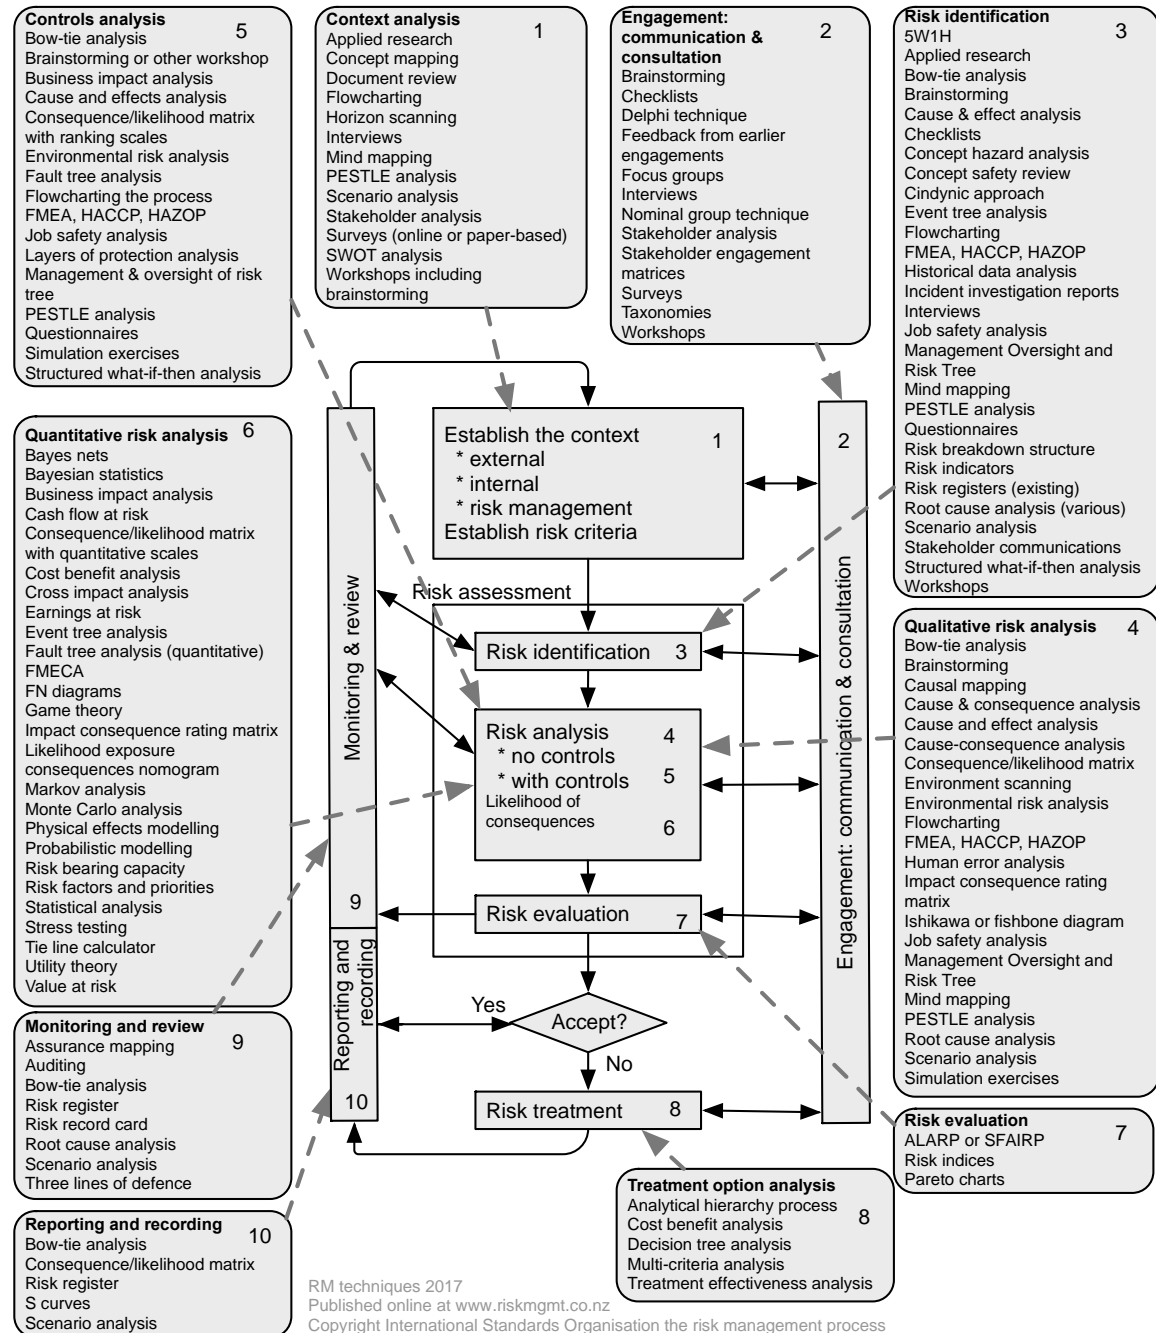 Controls analysis
5
Bow-tie analysis
Brainstorming or other workshop
Business impact analysis
Cause and effects analysis
Consequence/likelihood matrix
with ranking scales
Environmental risk analysis
Fault tree analysis
Flowcharting the process
FMEA, HACCP, HAZOP
Job safety analysis
Layers of protection analysis
Management & oversight of risk
tree
PESTLE analysis
Questionnaires
Simulation exercises
Structured what-if-then analysis
Context analysis
1
Applied research
Concept mapping
Document review
Flowcharting
Horizon scanning
Interviews
Mind mapping
PESTLE analysis
Scenario analysis
Stakeholder analysis
Surveys (online or paper-based)
SWOT analysis
Workshops including
brainstorming
Engagement:
communication &
consultation
2
Brainstorming
Checklists
Delphi technique
Feedback from earlier
engagements
Focus groups
Interviews
Nominal group technique
Stakeholder analysis
Stakeholder engagement
matrices
Surveys
Taxonomies
Workshops
Risk identification
3
5W1H
Applied research
Bow-tie analysis
Brainstorming
Cause & effect analysis
Checklists
Concept hazard analysis
Concept safety review
Cindynic approach
Event tree analysis
Flowcharting
FMEA, HACCP, HAZOP
Historical data analysis
Incident investigation reports
Interviews
Job safety analysis
Management Oversight and
Risk Tree
Mind mapping
PESTLE analysis
Questionnaires
Risk breakdown structure
Risk indicators
Risk registers (existing)
Root cause analysis (various)
Scenario analysis
Stakeholder communications
Structured what-if-then analysis
Workshops
Quantitative risk analysis 6
Bayes nets
Bayesian statistics
Business impact analysis
Cash flow at risk
Consequence/likelihood matrix
with quantitative scales
Cost benefit analysis
Cross impact analysis
Earnings at risk
Event tree analysis
Fault tree analysis (quantitative)
FMECA
FN diagrams
Game theory
Impact consequence rating matrix
Likelihood exposure
consequences nomogram
Markov analysis
Monte Carlo analysis
Physical effects modelling
Probabilistic modelling
Risk bearing capacity
Risk factors and priorities
Statistical analysis
Stress testing
Tie line calculator
Utility theory
Value at risk
Monitoring & review
9
Reporting and
recording
10
Establish the context
1
* external
* internal
* risk management
Establish risk criteria
Risk assessment
Risk identification 3
Risk analysis
4
* no controls
* with controls 5
Likelihood of
consequences
6
Risk evaluation 7
Yes
Accept?
No
Risk treatment 8
2
Engagement: communication & consultation
Qualitative risk analysis 4
Bow-tie analysis
Brainstorming
Causal mapping
Cause & consequence analysis
Cause and effect analysis
Cause-consequence analysis
Consequence/likelihood matrix
Environment scanning
Environmental risk analysis
Flowcharting
FMEA, HACCP, HAZOP
Human error analysis
Impact consequence rating
matrix
Ishikawa or fishbone diagram
Job safety analysis
Management Oversight and
Risk Tree
Mind mapping
PESTLE analysis
Root cause analysis
Scenario analysis
Simulation exercises
Monitoring and review
9
Assurance mapping
Auditing
Bow-tie analysis
Risk register
Risk record card
Root cause analysis
Scenario analysis
Three lines of defence
Risk evaluation
7
ALARP or SFAIRP
Risk indices
Pareto charts
Reporting and recording
10
Bow-tie analysis
Consequence/likelihood matrix
Risk register
S curves
Scenario analysis
Treatment option analysis
Analytical hierarchy process
8
Cost benefit analysis
Decision tree analysis
Multi-criteria analysis
Treatment effectiveness analysis
RM techniques 2017
Published online at www.riskmgmt.co.nz
Copyright International Standards Organisation the risk management process